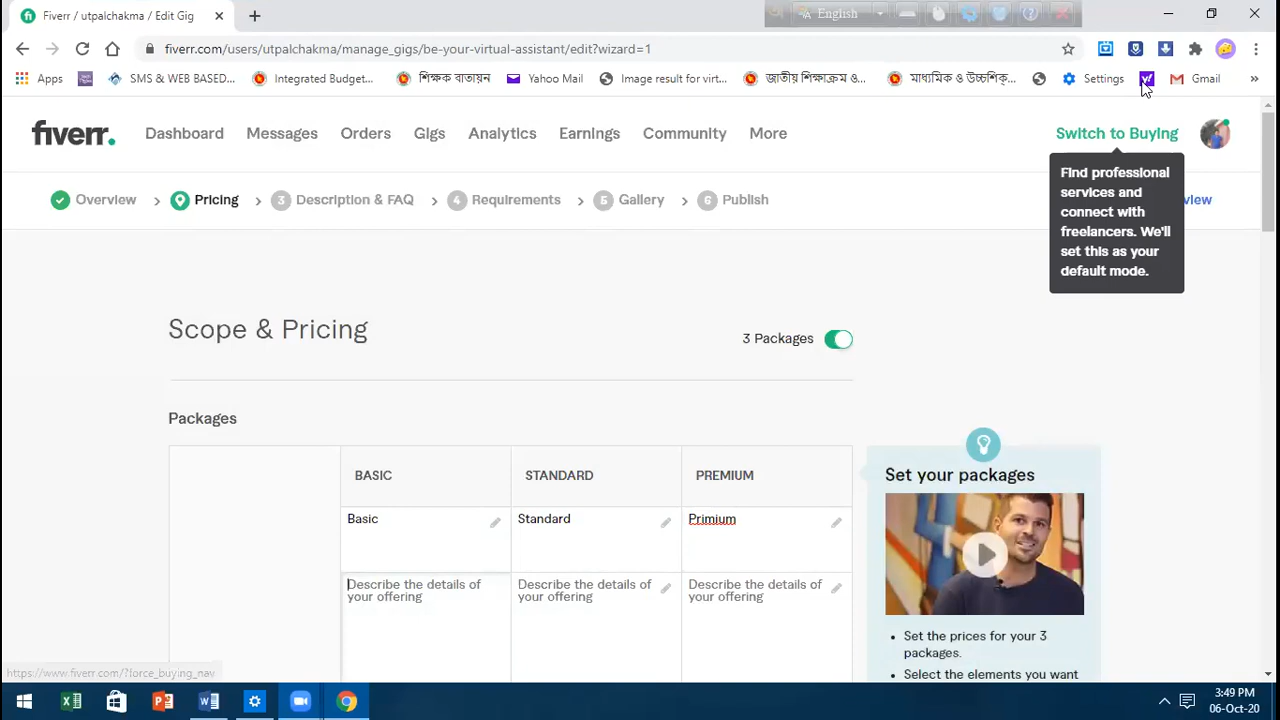 Fiverr / utpalchakma / Edit Gig
English
fiverr.com/users/utpalchakma/manage_gigs/be-your-virtual-assistant/edit?wizard=1
Apps SMS & WEB BASED... Integrated Budget... শিক্ষক বাতায়ন Yahoo Mail Image result for virt... জাতীয় শিক্ষাক্রম ও... মাধ্যমিক ও উচ্চশিক্... Settings Gmail »
fiverr. Dashboard Messages Orders Gigs Analytics Earnings Community More Switch to Buying
Find professional
services and
connect with
freelancers. We'll
set this as your
default mode.
Overview Pricing 3 Description & FAQ 4 Requirements 5 Gallery 6 Publish
Scope & Pricing
3 Packages
Packages
BASIC STANDARD PREMIUM
Basic Standard Primium
Describe the details of your offering
Describe the details of your offering
Describe the details of your offering
Set your packages
• Set the prices for your 3
packages.
• Select the elements you want
https://www.fiverr.com/?force_buying_nav
3:49 PM
06-Oct-20